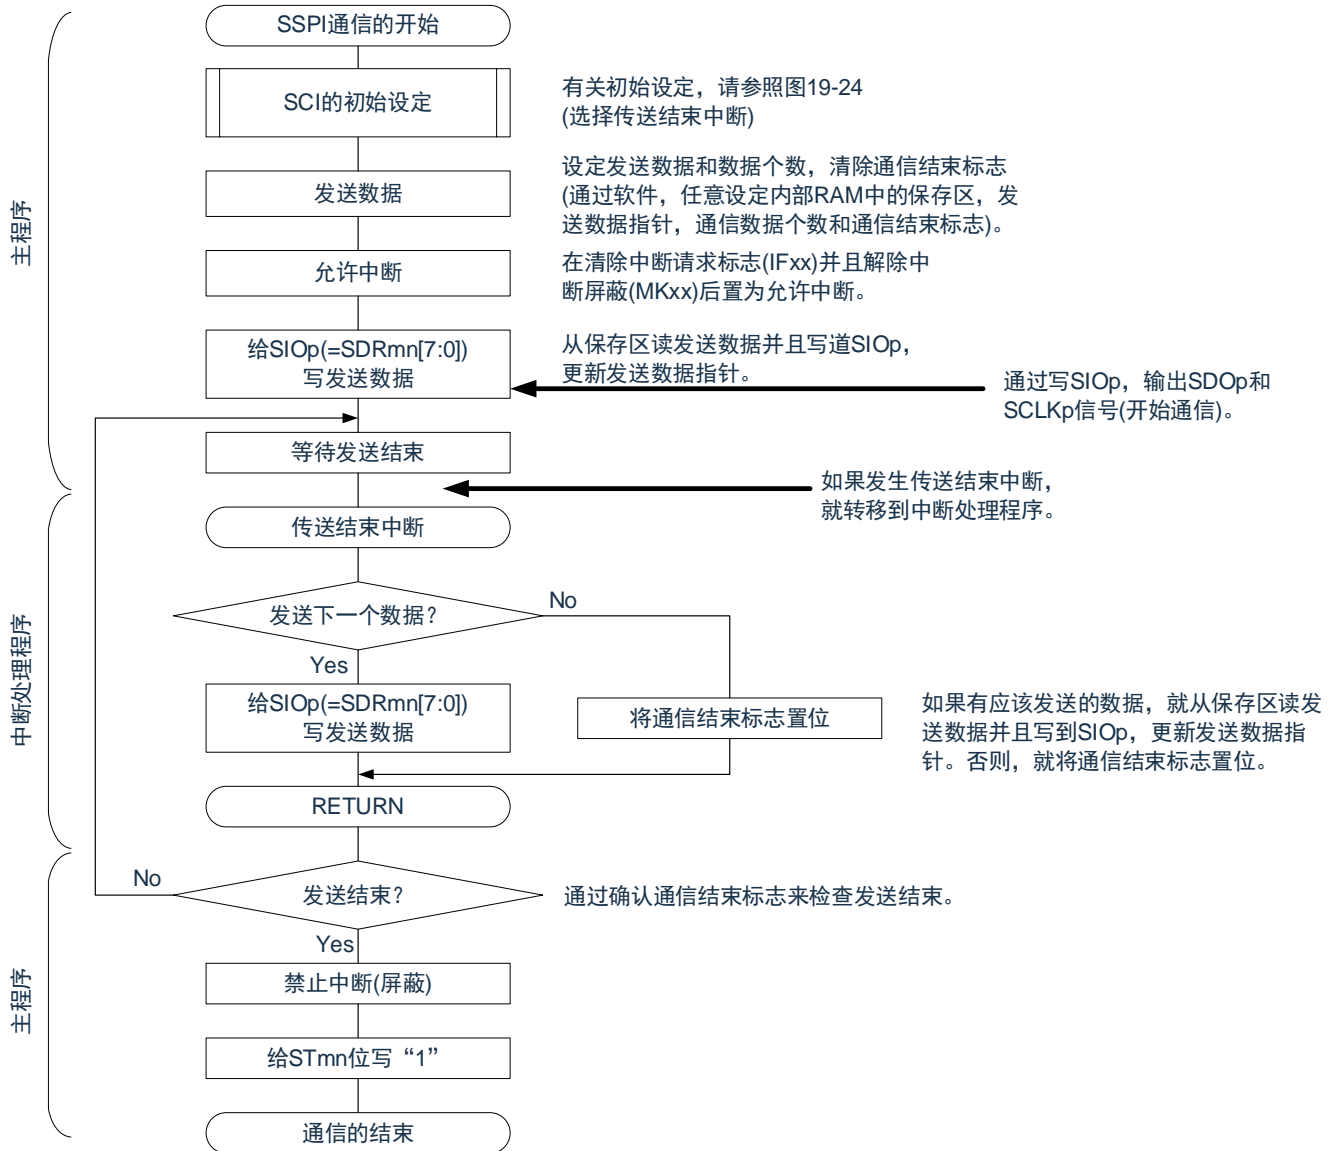 SSPI通信的开始
SCI的初始设定
有关初始设定，请参照图19-24
(选择传送结束中断)
发送数据
设定发送数据和数据个数，清除通信结束标志
(通过软件，任意设定内部RAM中的保存区，发
送数据指针，通信数据个数和通信结束标志)。
主程序
允许中断
在清除中断请求标志(IFxx)并且解除中
断屏蔽(MKxx)后置为允许中断。
给SIOp(=SDRmn[7:0])
写发送数据
从保存区读发送数据并且写道SIOp，
更新发送数据指针。
通过写SIOp，输出SDOp和
SCLKp信号(开始通信)。
等待发送结束
如果发生传送结束中断，
就转移到中断处理程序。
传送结束中断
发送下一个数据？
No
Yes
中断处理程序
给SIOp(=SDRmn[7:0])
写发送数据
将通信结束标志置位
如果有应该发送的数据，就从保存区读发
送数据并且写到SIOp，更新发送数据指
针。否则，就将通信结束标志置位。
RETURN
No
发送结束？
通过确认通信结束标志来检查发送结束。
Yes
主程序
禁止中断(屏蔽)
给STmn位写“1”
通信的结束